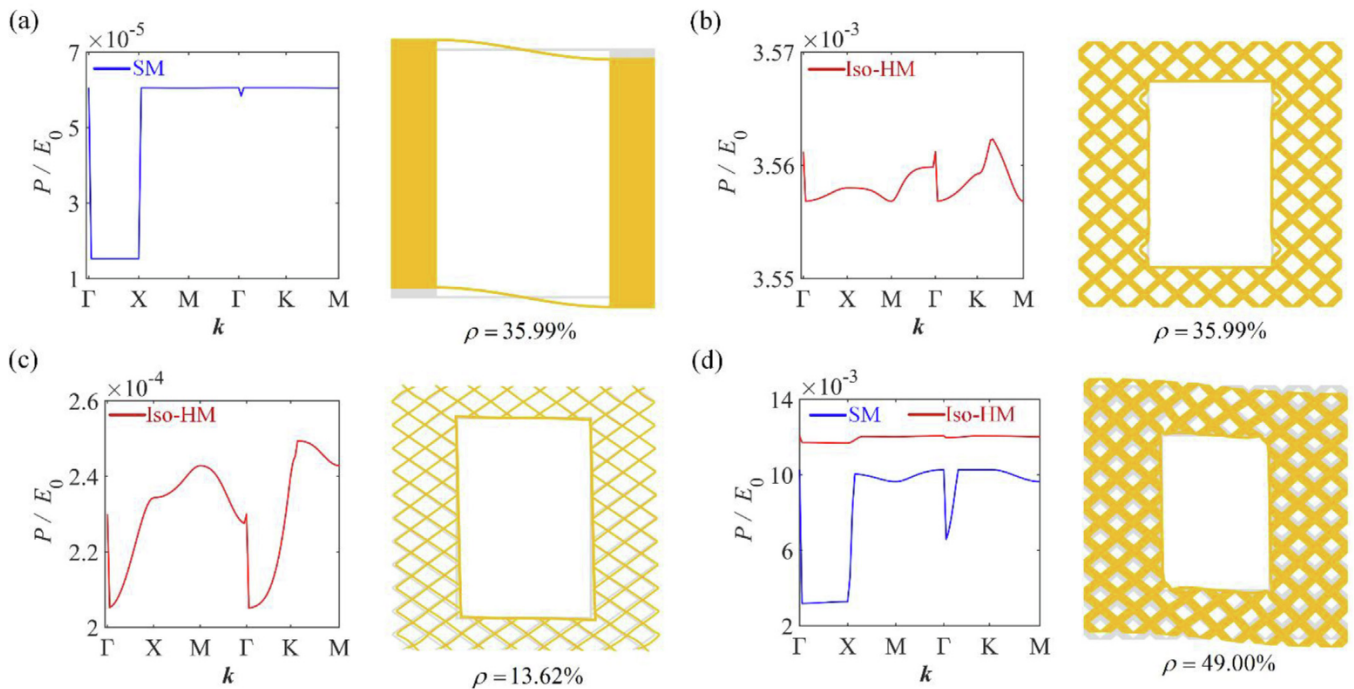 (a)
×10⁻⁵
7
5
3
1
SM
P / E₀
Γ X M Γ K M
k
ρ = 35.99%
(b)
×10⁻³
3.57
3.56
3.55
Iso-HM
P / E₀
Γ X M Γ K M
k
ρ = 35.99%
(c)
×10⁻⁴
2.6
2.4
2.2
2
Iso-HM
P / E₀
Γ X M Γ K M
k
ρ = 13.62%
(d)
×10⁻³
14
10
6
2
SM Iso-HM
P / E₀
Γ X M Γ K M
k
ρ = 49.00%